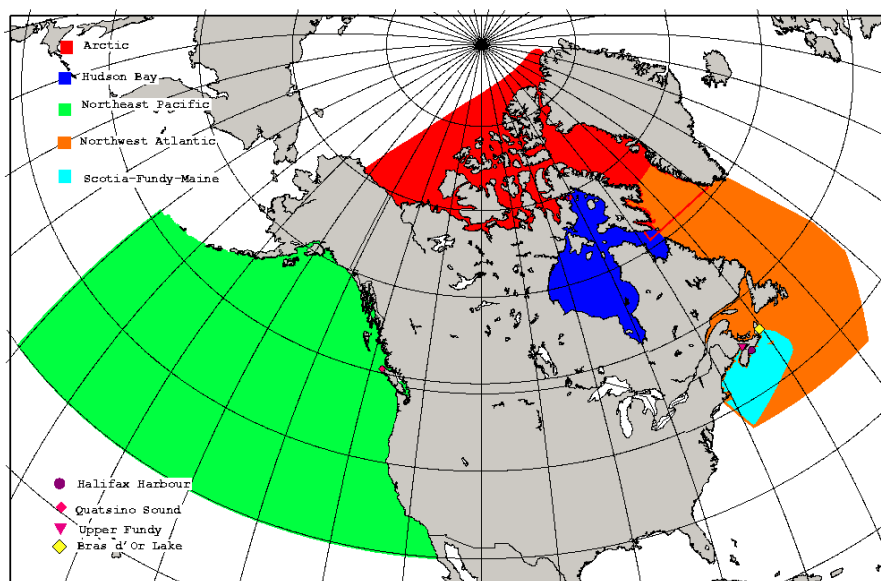 Arctic
Hudson Bay
Northeast Pacific
Northwest Atlantic
Scotia-Fundy-Maine
Halifax Harbour
Quatsino Sound
Upper Fundy
Bras d'Or Lake